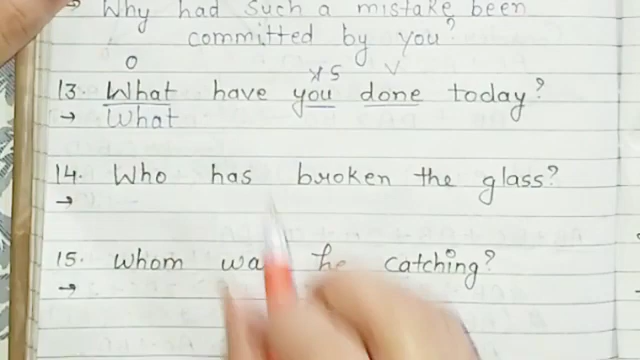 → Why had such a mistake been
committed by you?
O S V
13. What have you done today?
→ What
14. Who has broken the glass?
→
15. Whom wa he catching?
→